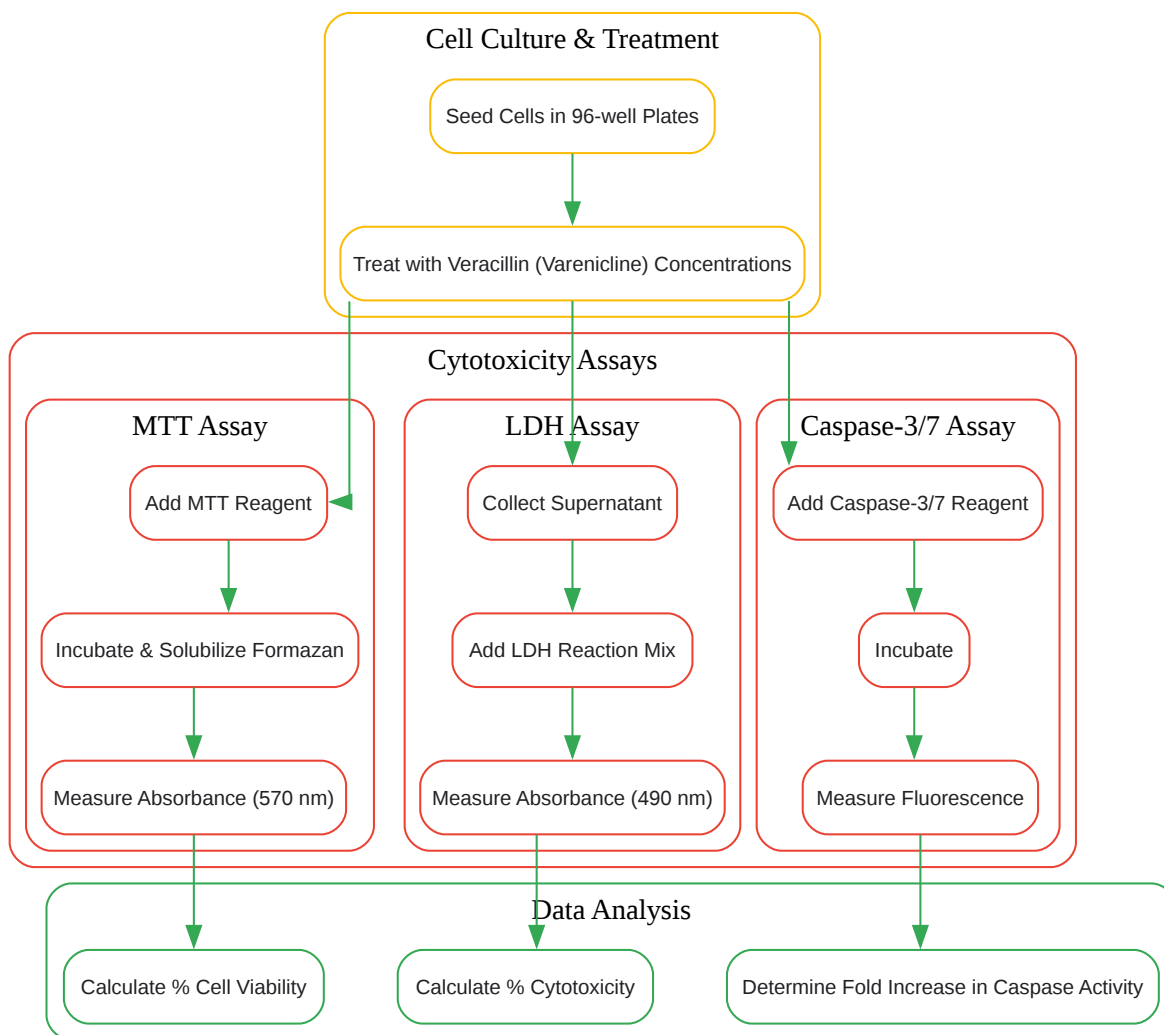 Cell Culture & Treatment
Seed Cells in 96-well Plates
Treat with Veracillin (Varenicline) Concentrations
Cytotoxicity Assays
MTT Assay
LDH Assay
Caspase-3/7 Assay
Add MTT Reagent
Collect Supernatant
Add Caspase-3/7 Reagent
Incubate & Solubilize Formazan
Add LDH Reaction Mix
Incubate
Measure Absorbance (570 nm)
Measure Absorbance (490 nm)
Measure Fluorescence
Data Analysis
Calculate % Cell Viability
Calculate % Cytotoxicity
Determine Fold Increase in Caspase Activity